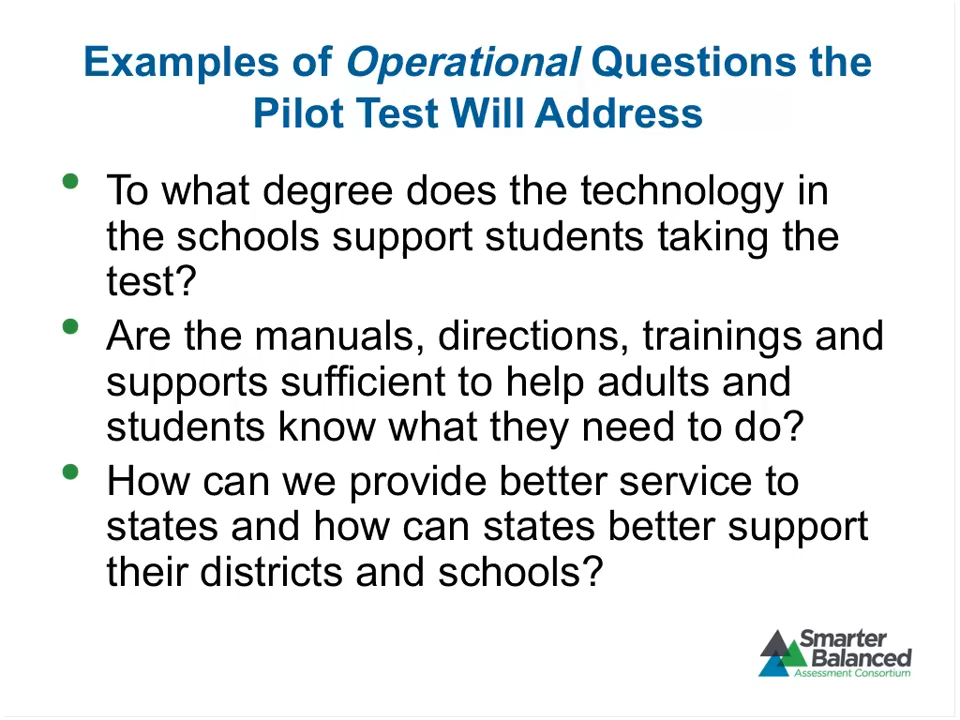 Examples of Operational Questions the
Pilot Test Will Address
• To what degree does the technology in
the schools support students taking the
test?
• Are the manuals, directions, trainings and
supports sufficient to help adults and
students know what they need to do?
• How can we provide better service to
states and how can states better support
their districts and schools?
Smarter
Balanced
Assessment Consortium